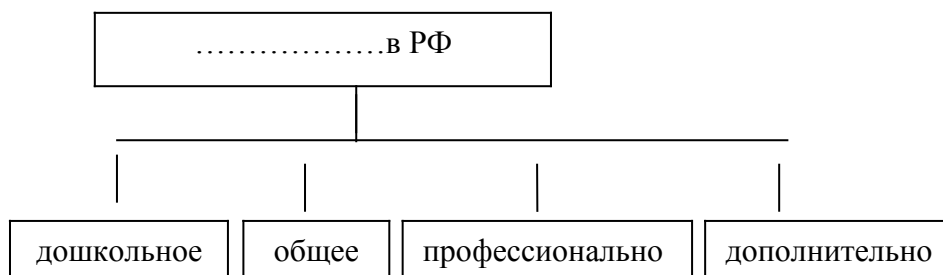 ………………в РФ
дошкольное общее профессионально дополнительно